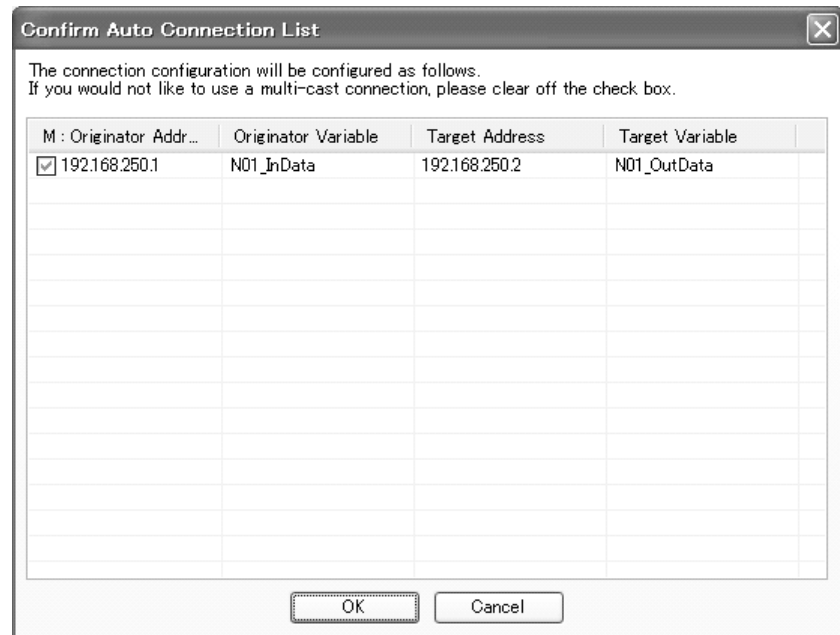 Confirm Auto Connection List
The connection configuration will be configured as follows.
If you would not like to use a multi-cast connection, please clear off the check box.
M : Originator Addr... Originator Variable Target Address Target Variable
192.168.250.1 N01_InData 192.168.250.2 N01_OutData
OK Cancel